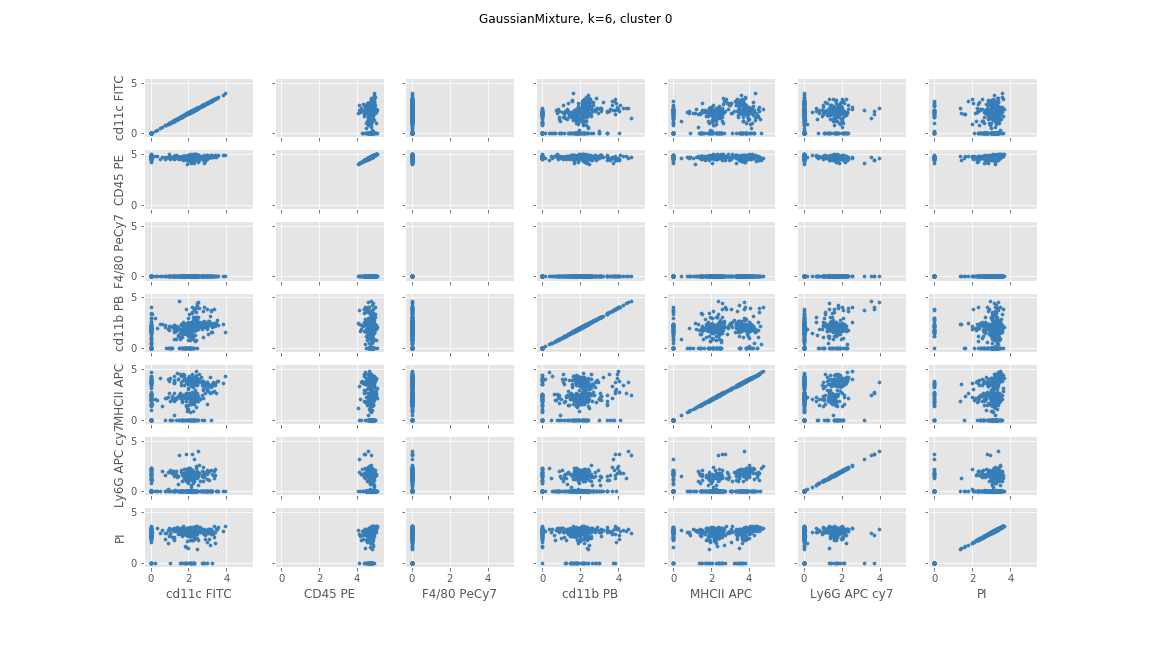 GaussianMixture, k=6, cluster 0
cd11c FITC
5
0
CD45 PE
5
0
F4/80 PeCy7
5
0
cd11b PB
5
0
MHCII APC
5
0
Ly6G APC cy7
5
0
PI
5
0
0 2 4 0 2 4 0 2 4 0 2 4 0 2 4 0 2 4 0 2 4
cd11c FITC CD45 PE F4/80 PeCy7 cd11b PB MHCII APC Ly6G APC cy7 PI